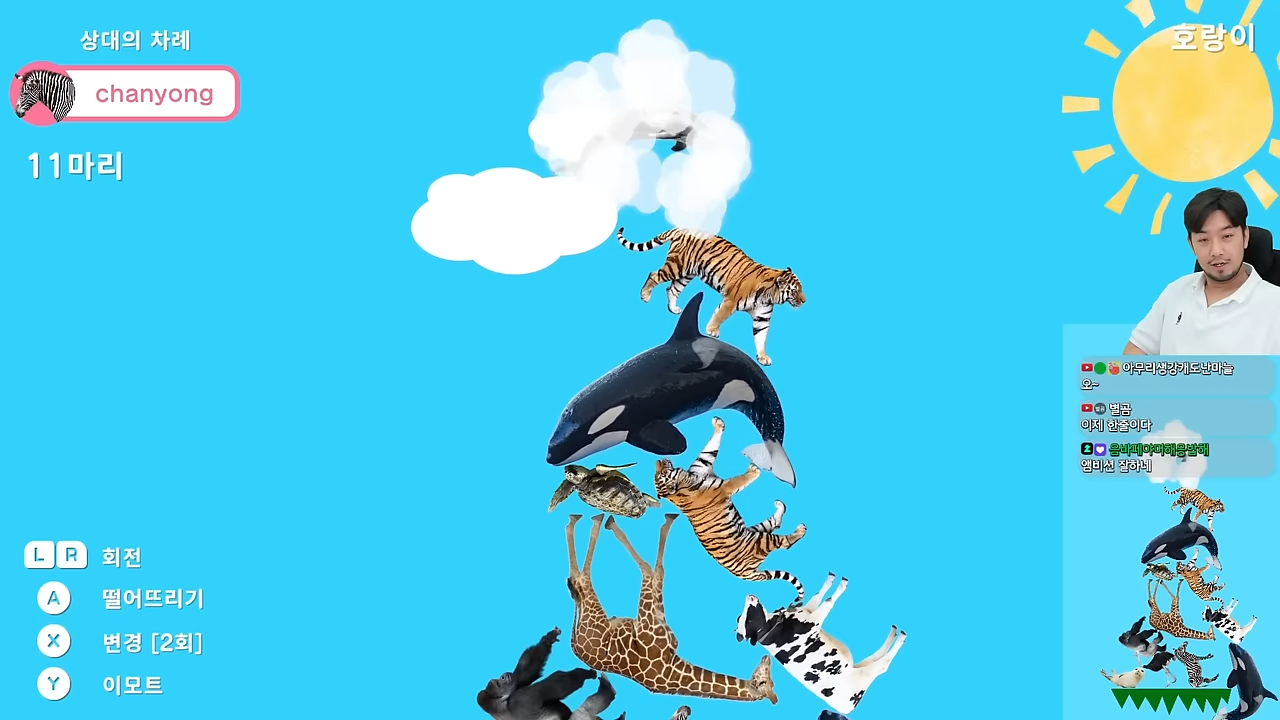 상대의 차례
호랑이
chanyong
11마리
아무리생강캐도난마늘
오~
별곰
이제 한줄이다
엠비션 잘하네
L R 회전
A 떨어뜨리기
X 변경 [2회]
Y 이모트